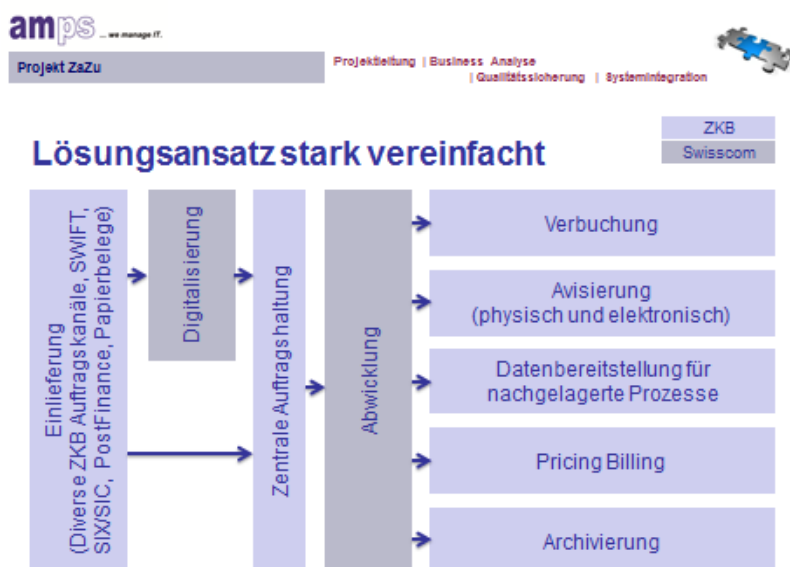 amps ... we manage IT.
Projekt ZaZu
Projektleitung | Business Analyse
| Qualitätssicherung | Systemintegration
ZKB
Swisscom
Lösungsansatz stark vereinfacht
Einlieferung
(Diverse ZKB Auftragskanäle, SWIFT,
SIX/SIC, PostFinance, Papierbelege)
Digitalisierung
Zentrale Auftragshaltung
Abwicklung
Verbuchung
Avisierung
(physisch und elektronisch)
Datenbereitstellung für
nachgelagerte Prozesse
Pricing Billing
Archivierung